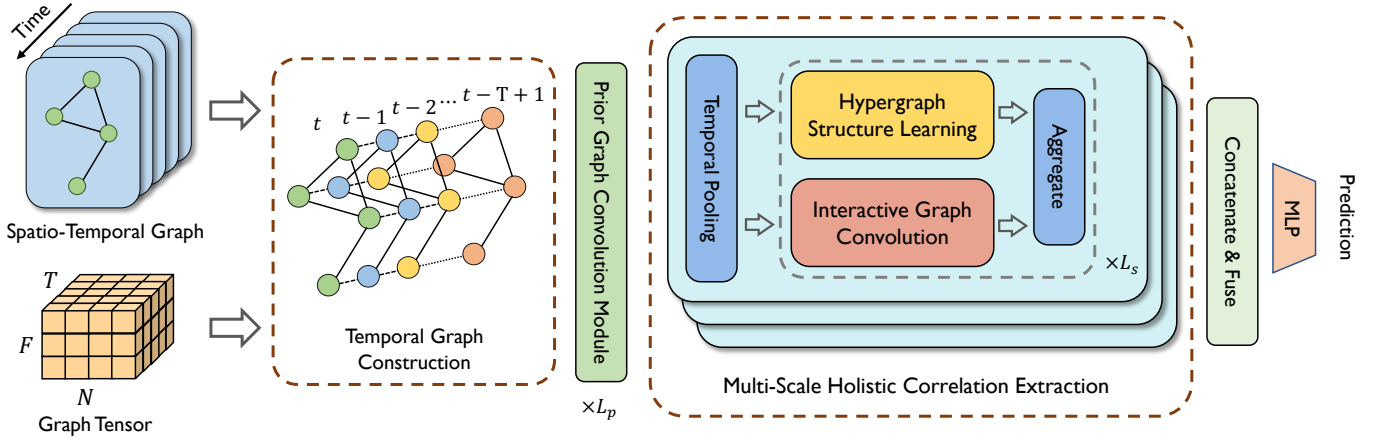 Time
Spatio-Temporal Graph
T
F
N
Graph Tensor
t
t − 1
t − 2
...
t − T + 1
Temporal Graph
Construction
Prior Graph Convolution Module
×L_p
Temporal Pooling
Hypergraph
Structure Learning
Interactive Graph
Convolution
Aggregate
×L_s
Multi-Scale Holistic Correlation Extraction
Concatenate & Fuse
MLP
Prediction